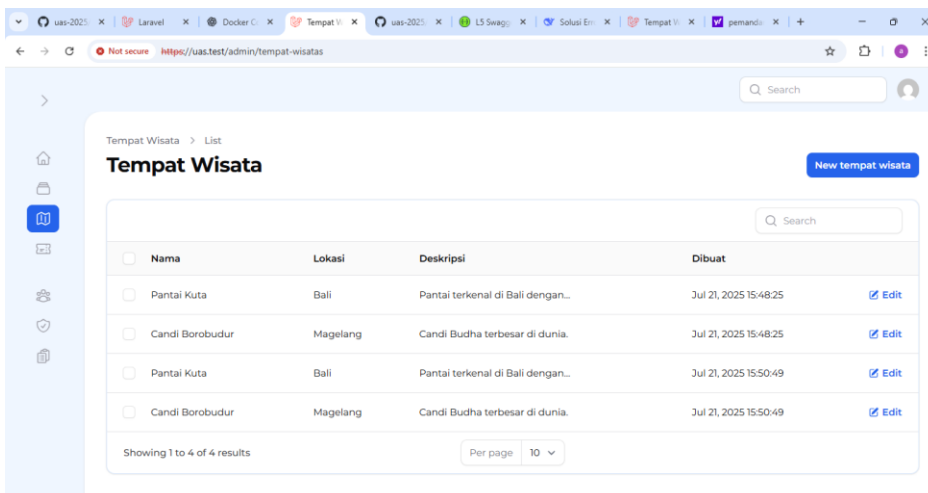 uas-2025 Laravel Docker C Tempat W uas-2025 L5 Swagg Solusi Err Tempat W pemanda
Not secure https://uas.test/admin/tempat-wisatas
Search
Tempat Wisata > List
Tempat Wisata
New tempat wisata
Search
Nama Lokasi Deskripsi Dibuat
Pantai Kuta Bali Pantai terkenal di Bali dengan... Jul 21, 2025 15:48:25 Edit
Candi Borobudur Magelang Candi Budha terbesar di dunia. Jul 21, 2025 15:48:25 Edit
Pantai Kuta Bali Pantai terkenal di Bali dengan... Jul 21, 2025 15:50:49 Edit
Candi Borobudur Magelang Candi Budha terbesar di dunia. Jul 21, 2025 15:50:49 Edit
Showing 1 to 4 of 4 results Per page 10